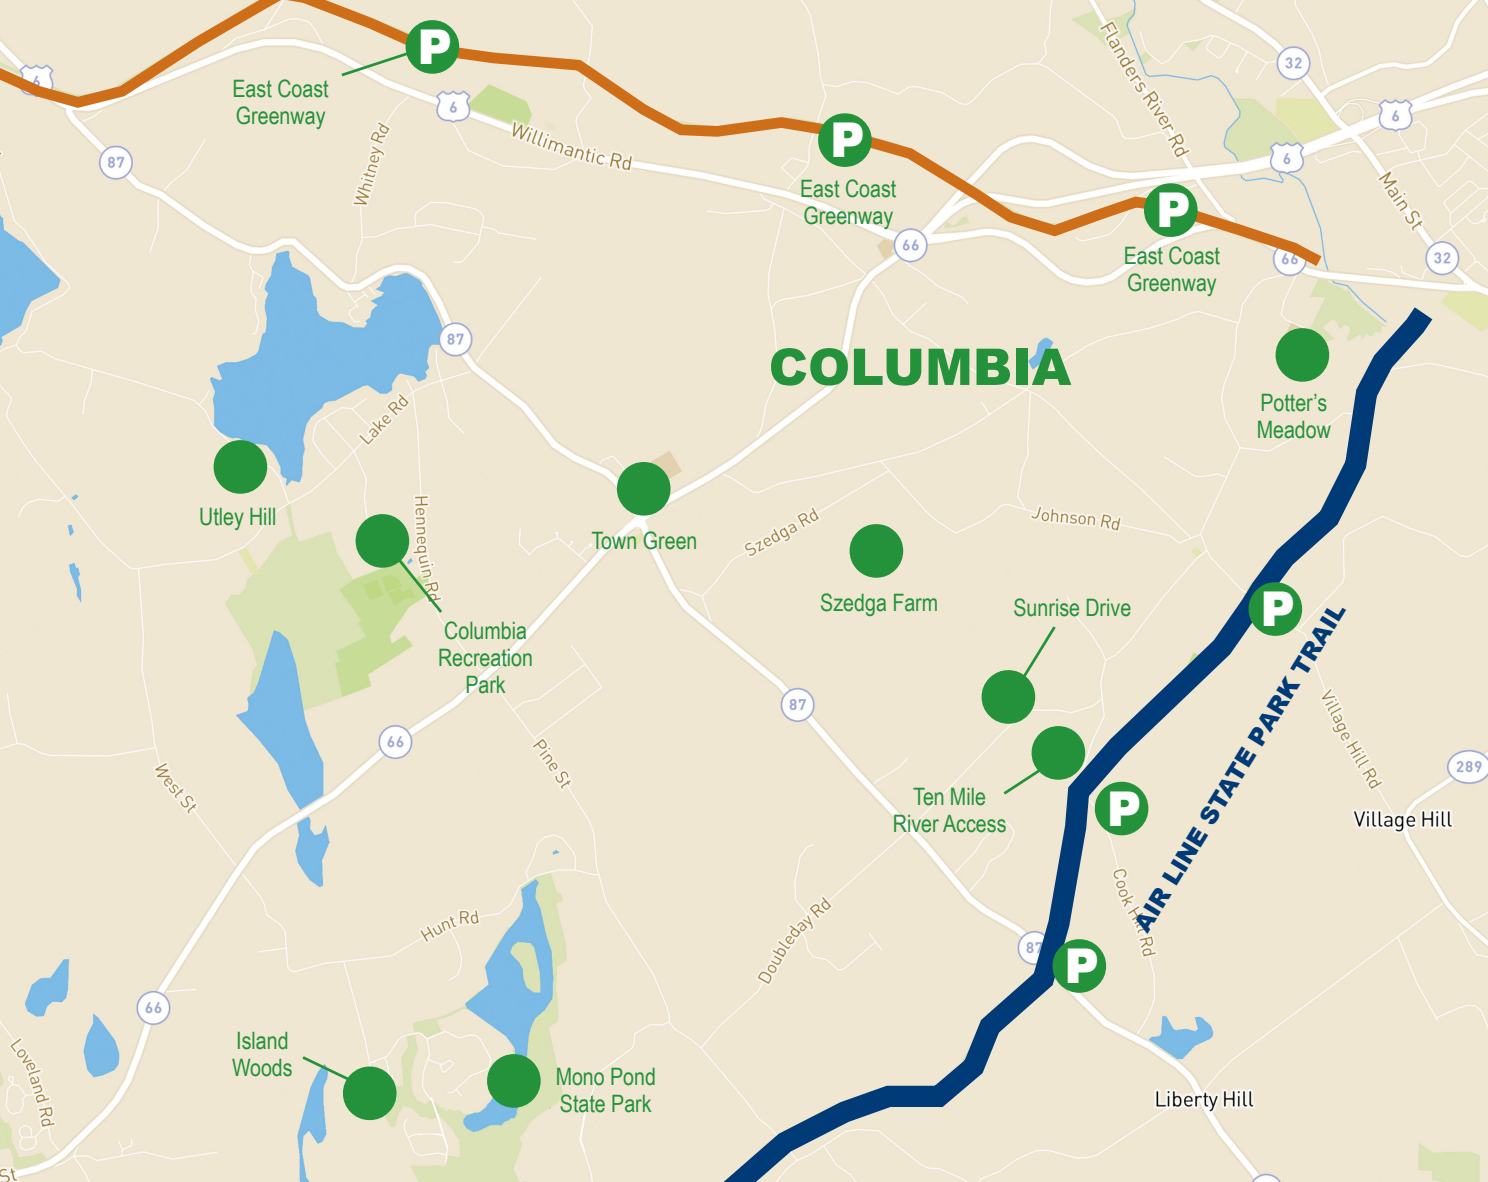 P
6
East Coast
Greenway
6
Willimantic Rd
87
Whitney Rd
P
East Coast
Greenway
66
Flanders River Rd
32
6
6
Main St
P
East Coast
Greenway
66
32
87
COLUMBIA
Potter's
Meadow
Lake Rd
Utley Hill
Hennequin Rd
Town Green
Szedga Rd
Johnson Rd
Szedga Farm
Sunrise Drive
P
Columbia
Recreation
Park
AIR LINE STATE PARK TRAIL
87
66
Village Hill Rd
Pine St
West St
289
Ten Mile
River Access
P
Village Hill
Cook Hill Rd
Hunt Rd
Doubleday Rd
87
P
66
Island
Woods
Loveland Rd
Mono Pond
State Park
Liberty Hill
St